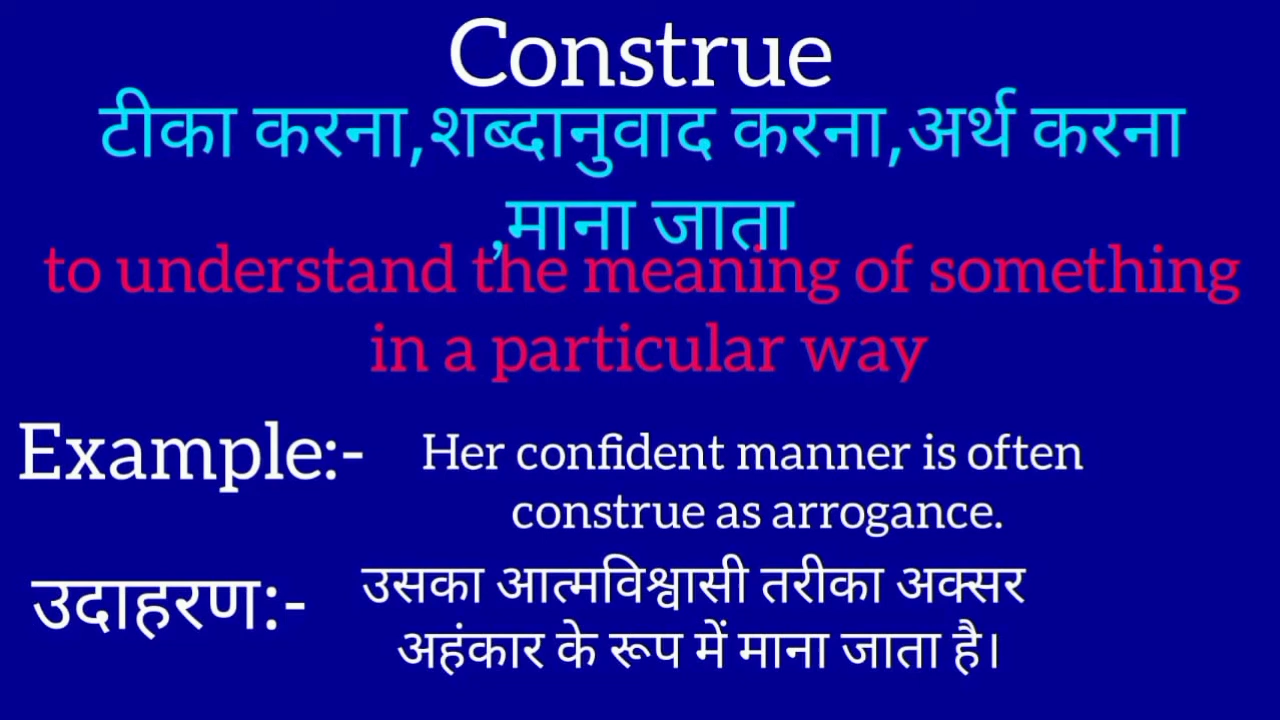 Construe
टीका करना,शब्दानुवाद करना,अर्थ करना
,माना जाता
to understand the meaning of something
in a particular way
Example:- Her confident manner is often
construe as arrogance.
उदाहरण:- उसका आत्मविश्वासी तरीका अक्सर
अहंकार के रूप में माना जाता है।